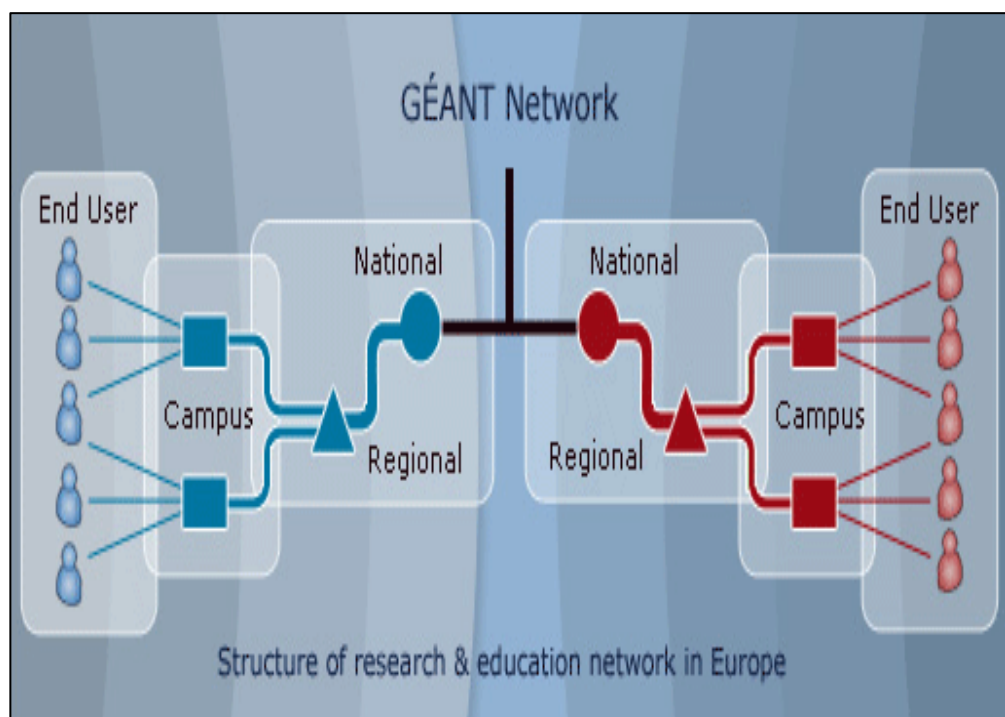 GÉANT Network
End User
End User
National
National
Campus
Campus
Regional
Regional
Structure of research & education network in Europe